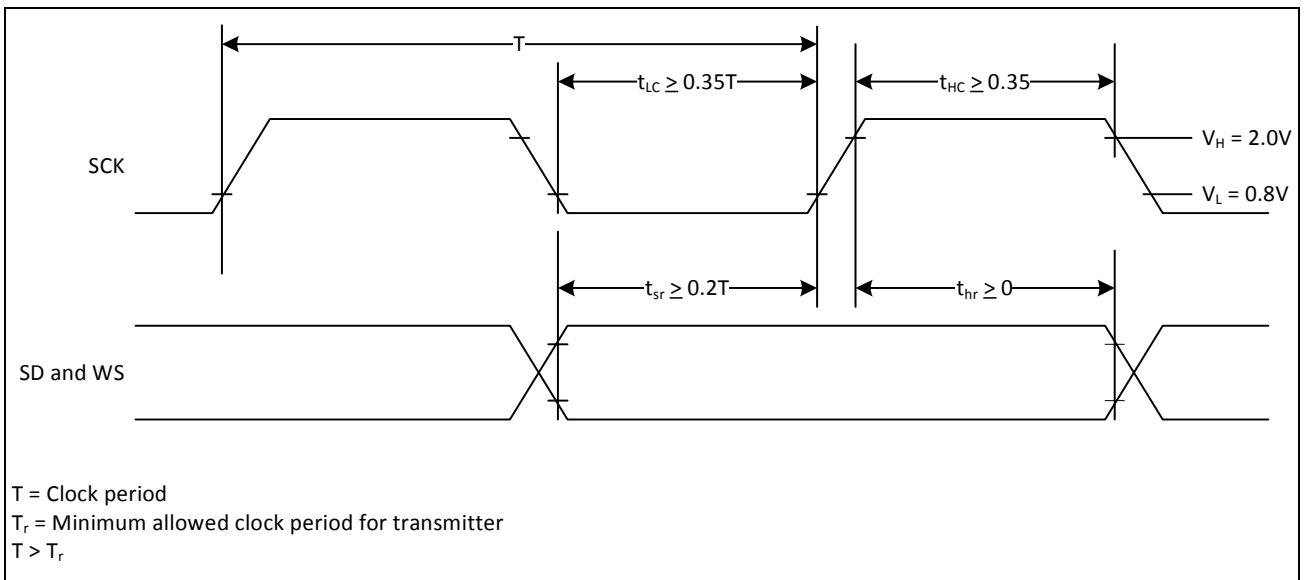 T
t_LC ≥ 0.35T
t_HC ≥ 0.35
SCK
V_H = 2.0V
V_L = 0.8V
t_sr ≥ 0.2T
t_hr ≥ 0
SD and WS
T = Clock period
T_r = Minimum allowed clock period for transmitter
T > T_r